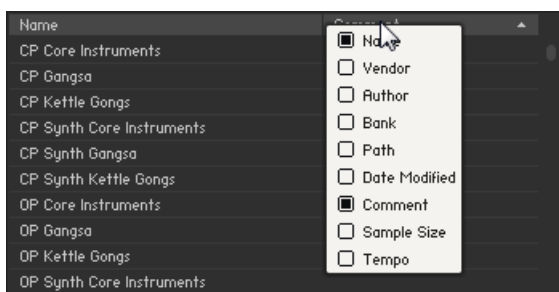 Name
Comment
CP Core Instruments
CP Gangsa
CP Kettle Gongs
CP Synth Core Instruments
CP Synth Gangsa
CP Synth Kettle Gongs
OP Core Instruments
OP Gangsa
OP Kettle Gongs
OP Synth Core Instruments
Name
Vendor
Author
Bank
Path
Date Modified
Comment
Sample Size
Tempo